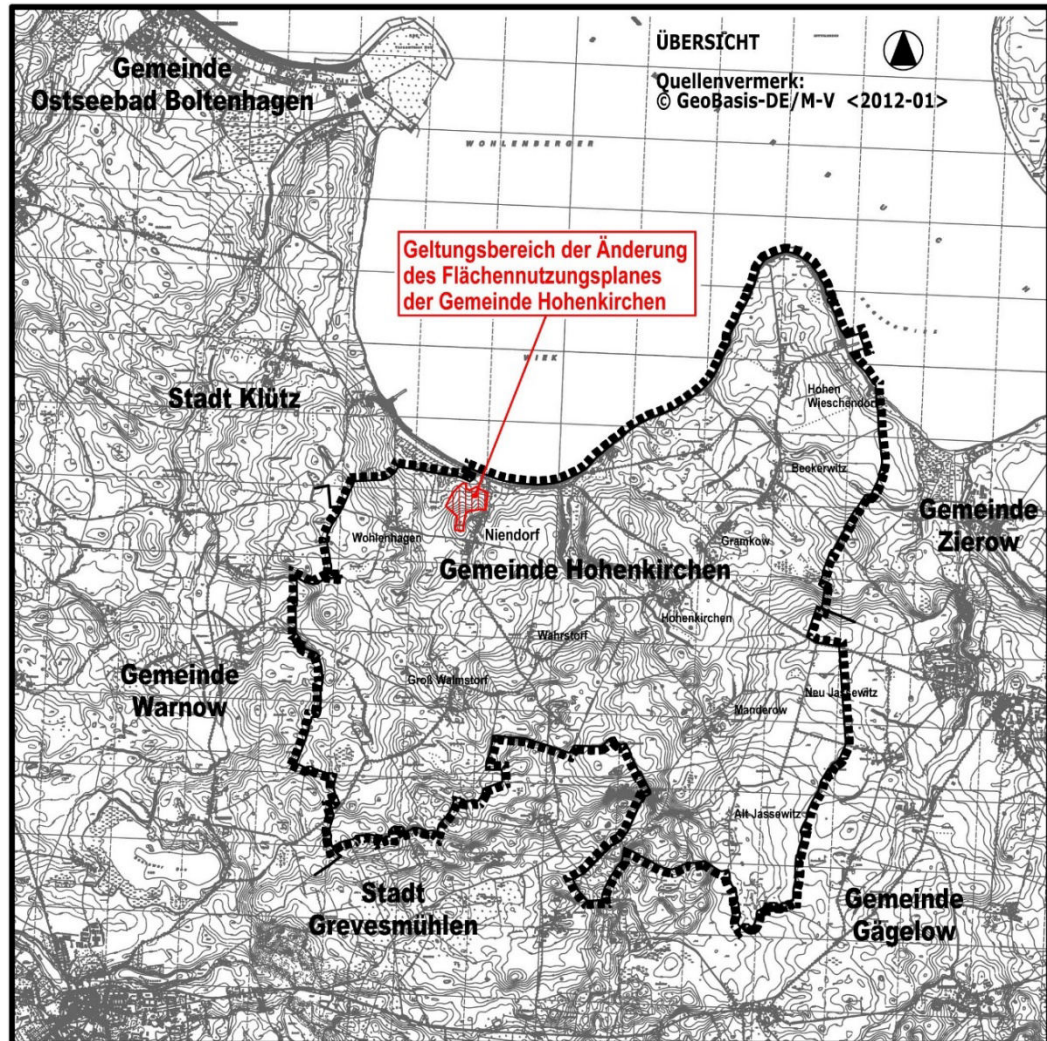 ÜBERSICHT
Quellenvermerk:
© GeoBasis-DE/M-V <2012-01>
Gemeinde
Ostseebad Boltenhagen
WOHLENBERGER
Geltungsbereich der Änderung
des Flächennutzungsplanes
der Gemeinde Hohenkirchen
WIEK
Stadt Klütz
Hohen
Wieschendorf
Beckerwitz
Gemeinde
Zierow
Wohlenhagen
Niendorf
Gramkow
Gemeinde Hohenkirchen
Hohenkirchen
Wahrstorf
Gemeinde
Warnow
Groß Walmstorf
Neu Jassewitz
Manderow
Alt Jassewitz
Stadt
Grevesmühlen
Gemeinde
Gägelow